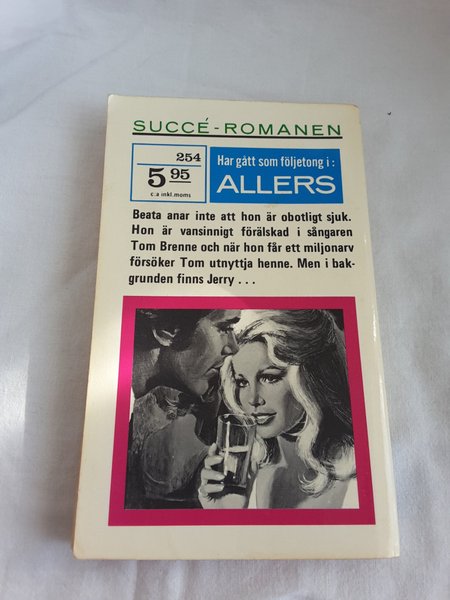 SUCCÉ-ROMANEN
254
5 95
c:a inkl.moms
Har gått som följetong i:
ALLERS
Beata anar inte att hon är obotligt sjuk.
Hon är vansinnigt förälskad i sångaren
Tom Brenne och när hon får ett miljonarv
försöker Tom utnyttja henne. Men i bak-
grunden finns Jerry ...